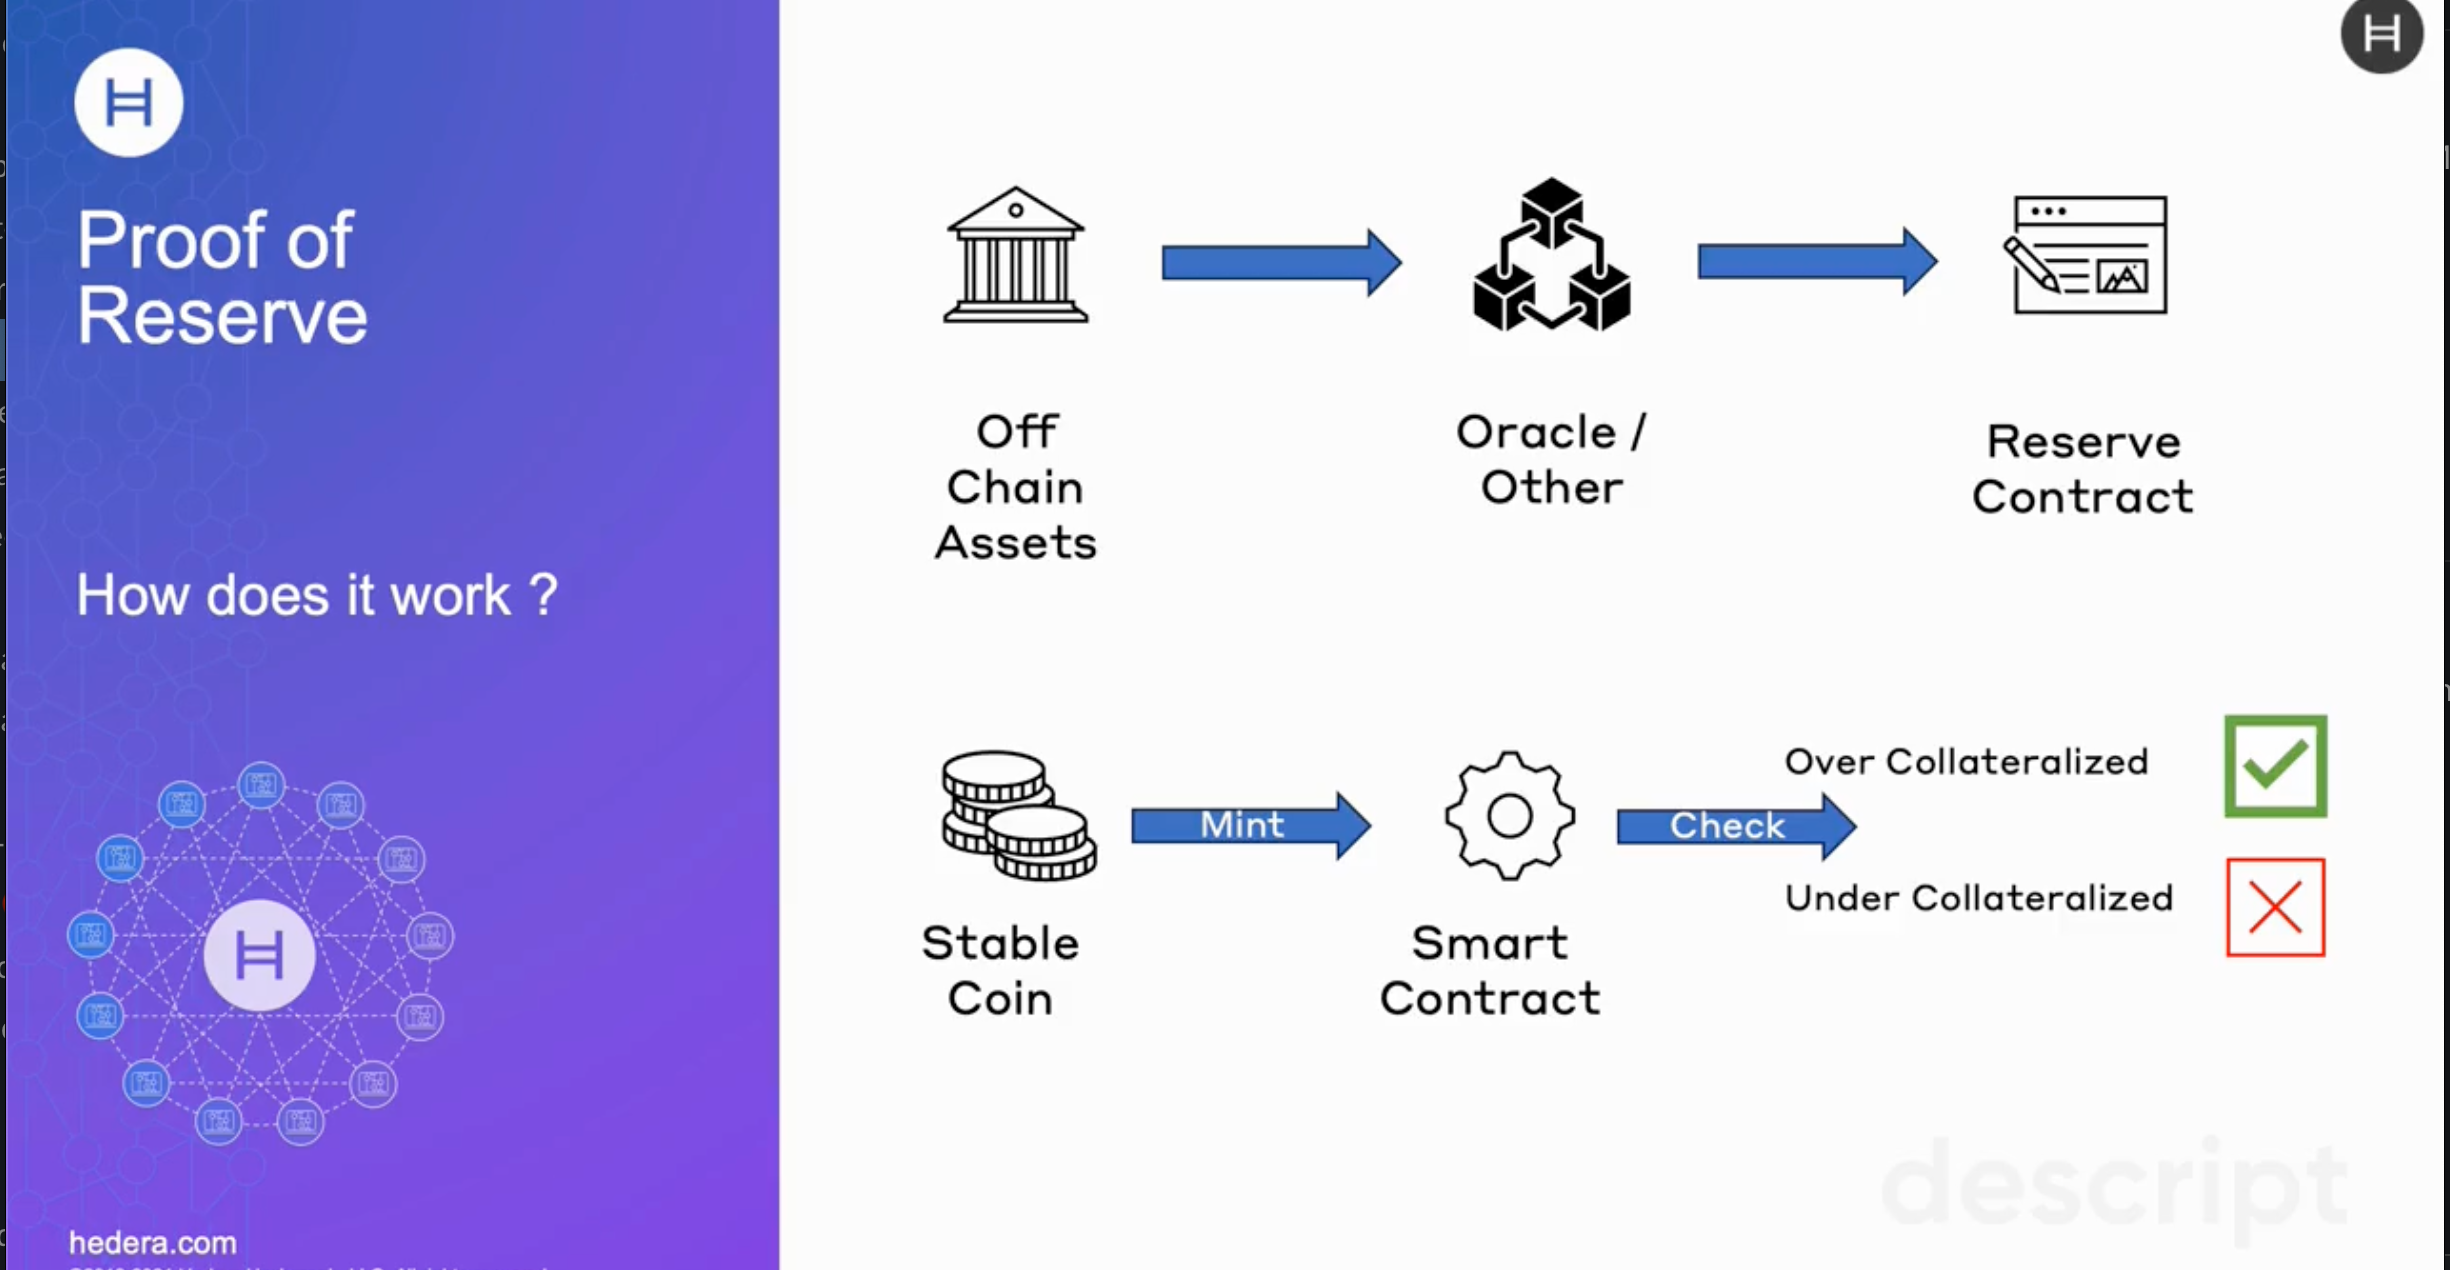 Proof of
Reserve
How does it work ?
hedera.com
Off
Chain
Assets
Oracle /
Other
Reserve
Contract
Stable
Coin
Mint
Smart
Contract
Check
Over Collateralized
Under Collateralized
descript